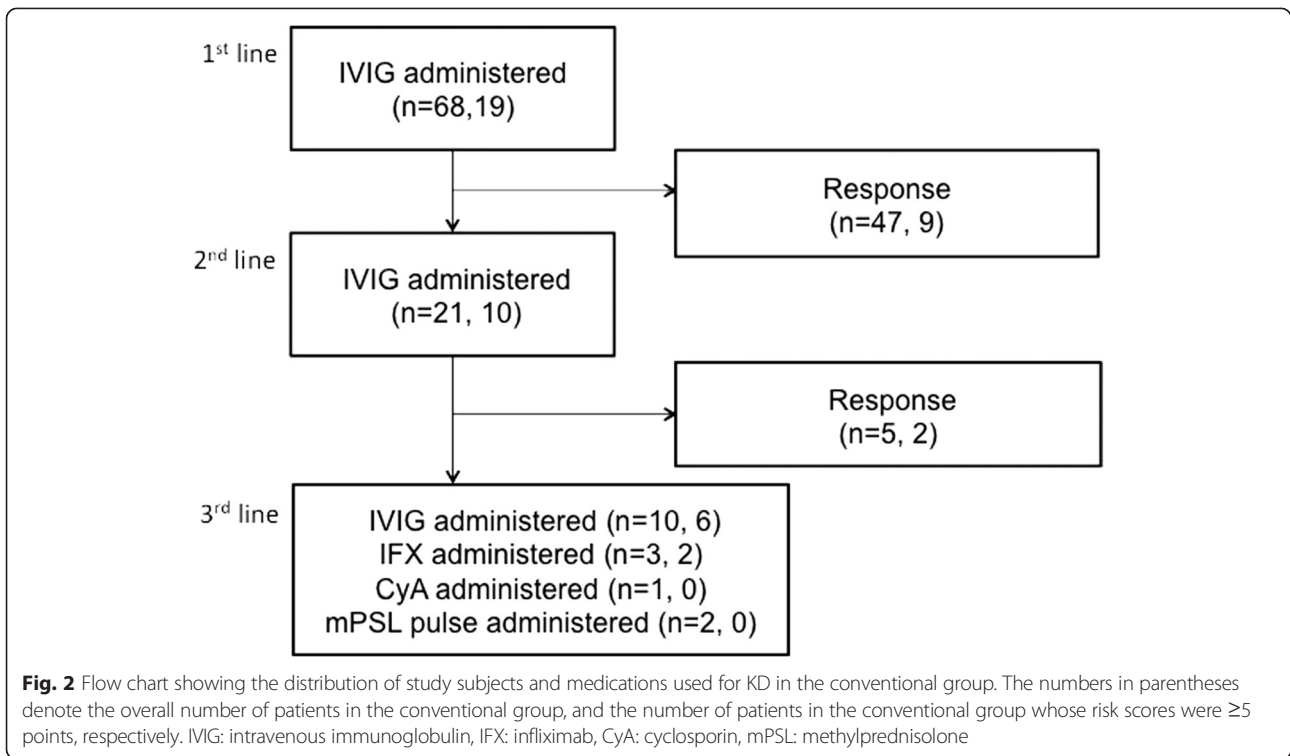 1st line
IVIG administered
(n=68,19)
Response
(n=47, 9)
2nd line
IVIG administered
(n=21, 10)
Response
(n=5, 2)
3rd line
IVIG administered (n=10, 6)
IFX administered (n=3, 2)
CyA administered (n=1, 0)
mPSL pulse administered (n=2, 0)
Fig. 2 Flow chart showing the distribution of study subjects and medications used for KD in the conventional group. The numbers in parentheses
denote the overall number of patients in the conventional group, and the number of patients in the conventional group whose risk scores were ≥5
points, respectively. IVIG: intravenous immunoglobulin, IFX: infliximab, CyA: cyclosporin, mPSL: methylprednisolone